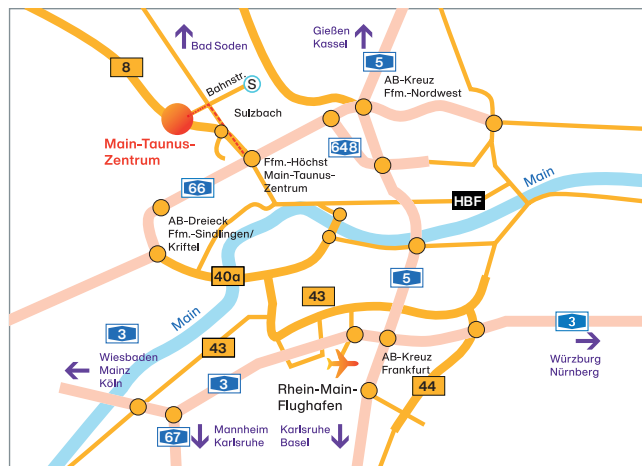 Gießen
Kassel
Bad Soden
8
5
AB-Kreuz
Ffm.-Nordwest
Bahnstr.
S
Sulzbach
Main-Taunus-
Zentrum
648
Ffm.-Höchst
Main-Taunus-
Zentrum
66
Main
HBF
AB-Dreieck
Ffm.-Sindlingen/
Kriftel
40a
5
43
Main
3
43
3
Wiesbaden
Mainz
Köln
AB-Kreuz
Frankfurt
Würzburg
Nürnberg
3
Rhein-Main-
Flughafen
44
67
Mannheim
Karlsruhe
Karlsruhe
Basel